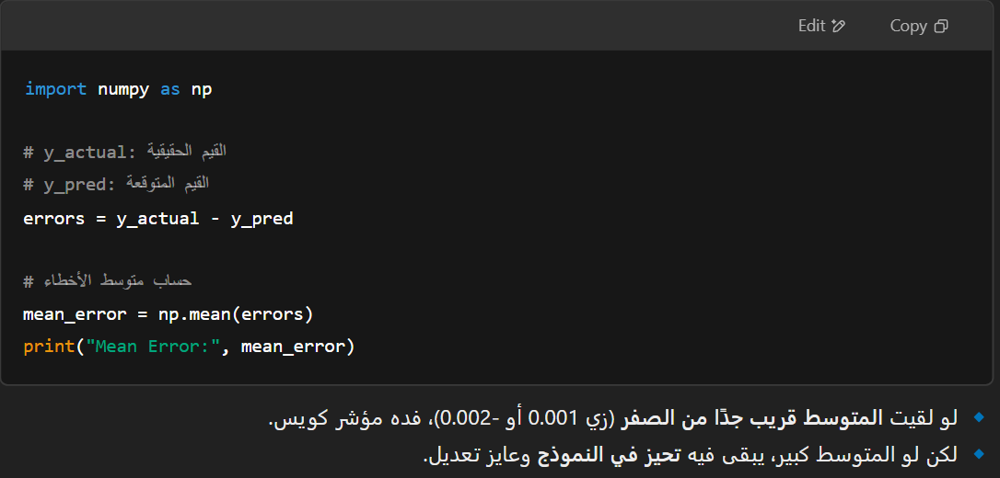 Edit
Copy
import numpy as np
# y_actual: القيم الحقيقية
# y_pred: القيم المتوقعة
errors = y_actual - y_pred
# حساب متوسط الأخطاء
mean_error = np.mean(errors)
print("Mean Error:", mean_error)
لو لقيت المتوسط قريب جدًا من الصفر (زي 0.001 أو -0.002)، فده مؤشر كويس.
لكن لو المتوسط كبير، يبقى فيه تحيز في النموذج وعايز تعديل.